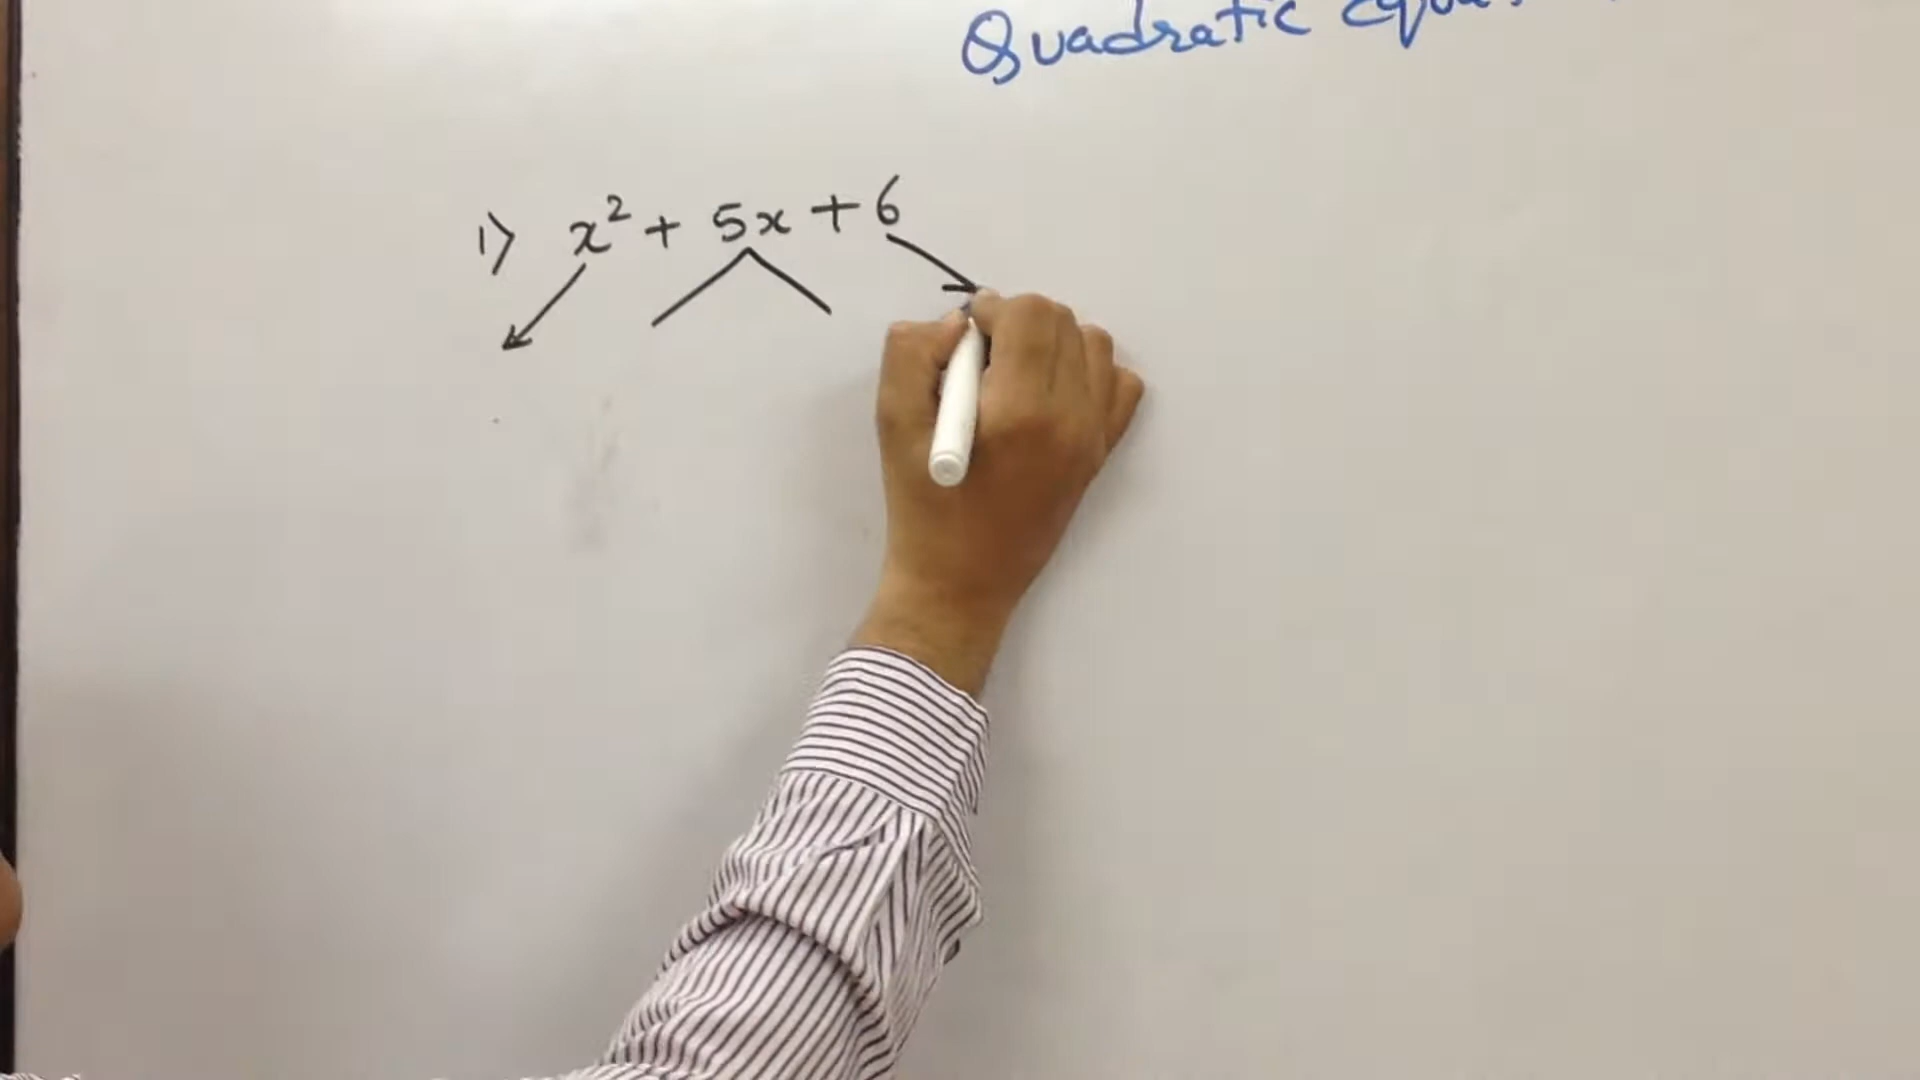 Quadratic
1) x² + 5x + 6